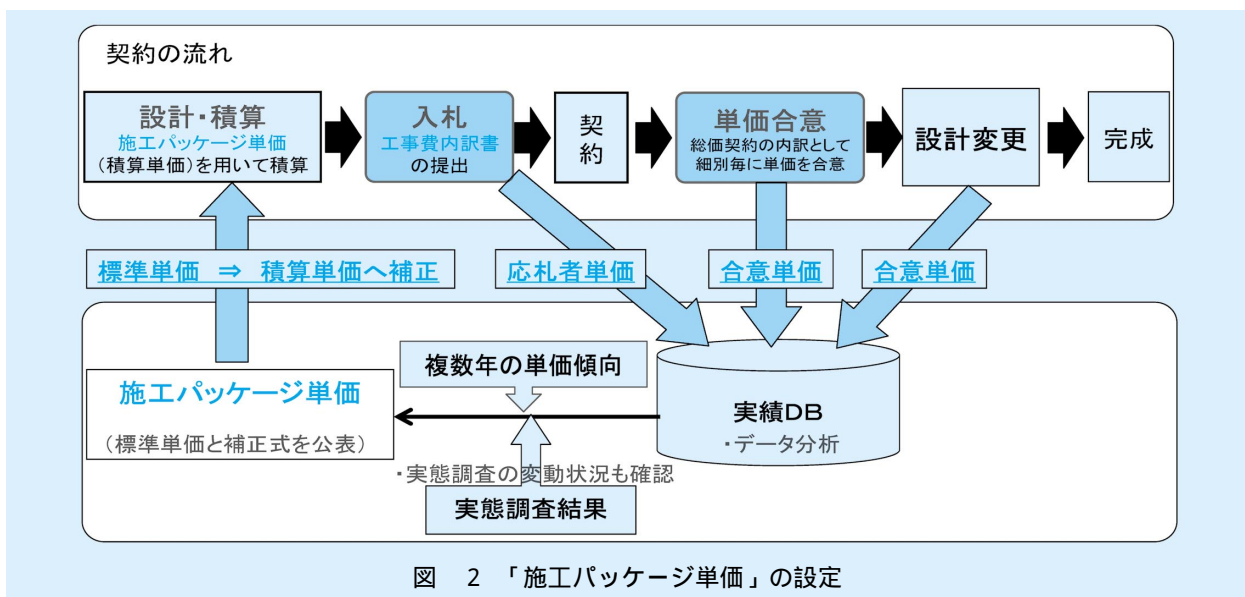 契約の流れ
設計・積算
施工パッケージ単価
(積算単価)を用いて積算
入札
工事費内訳書
の提出
契
約
単価合意
総価契約の内訳として
細別毎に単価を合意
設計変更
完成
標準単価 ⇒ 積算単価へ補正
応札者単価
合意単価
合意単価
複数年の単価傾向
施工パッケージ単価
(標準単価と補正式を公表)
実績DB
・データ分析
・実態調査の変動状況も確認
実態調査結果
図 2 「施工パッケージ単価」の設定